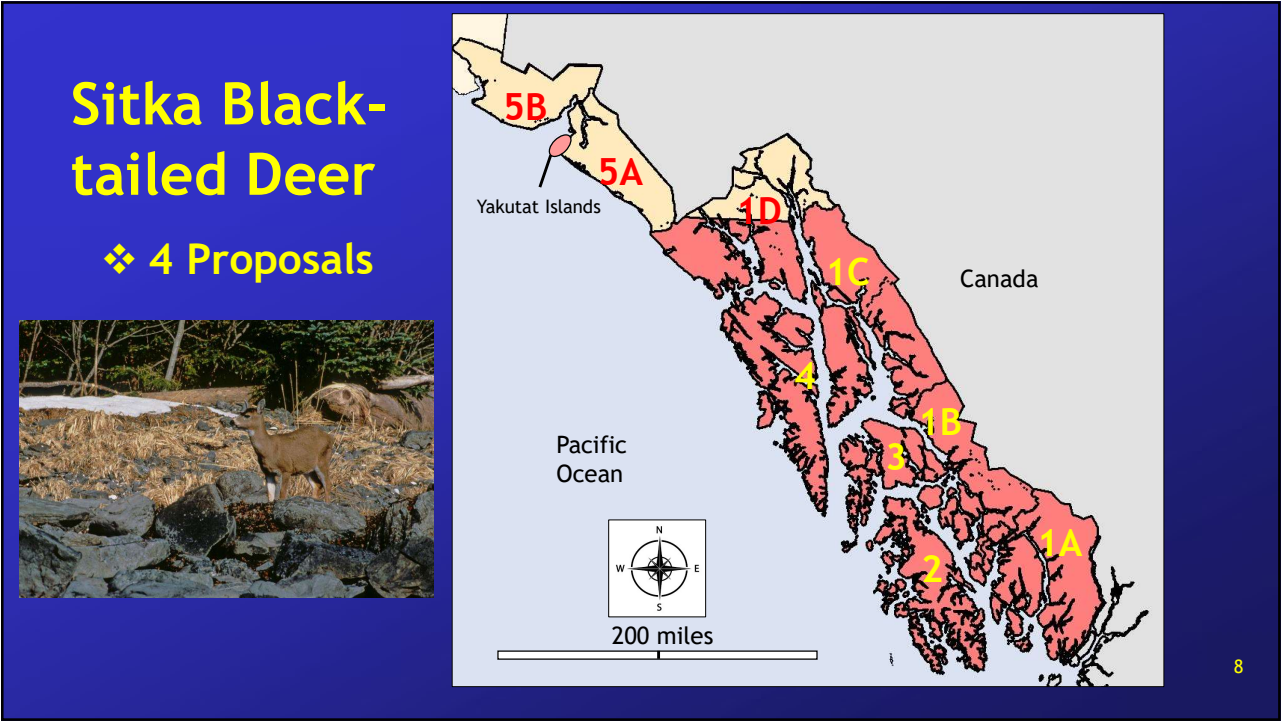 Sitka Black-
tailed Deer
❖ 4 Proposals
5B
5A
Yakutat Islands
1D
1C
Canada
4
1B
Pacific
Ocean
3
N
W E
S
1A
2
200 miles
8